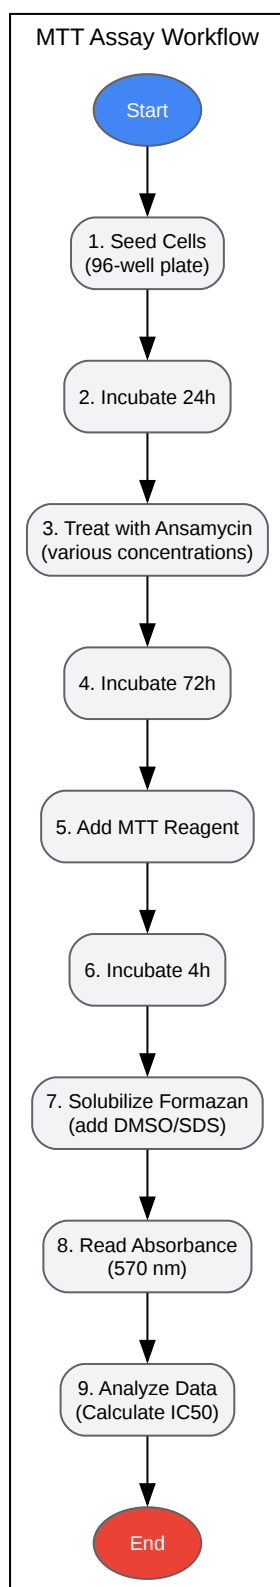 MTT Assay Workflow
Start
1. Seed Cells
(96-well plate)
2. Incubate 24h
3. Treat with Ansamycin
(various concentrations)
4. Incubate 72h
5. Add MTT Reagent
6. Incubate 4h
7. Solubilize Formazan
(add DMSO/SDS)
8. Read Absorbance
(570 nm)
9. Analyze Data
(Calculate IC50)
End